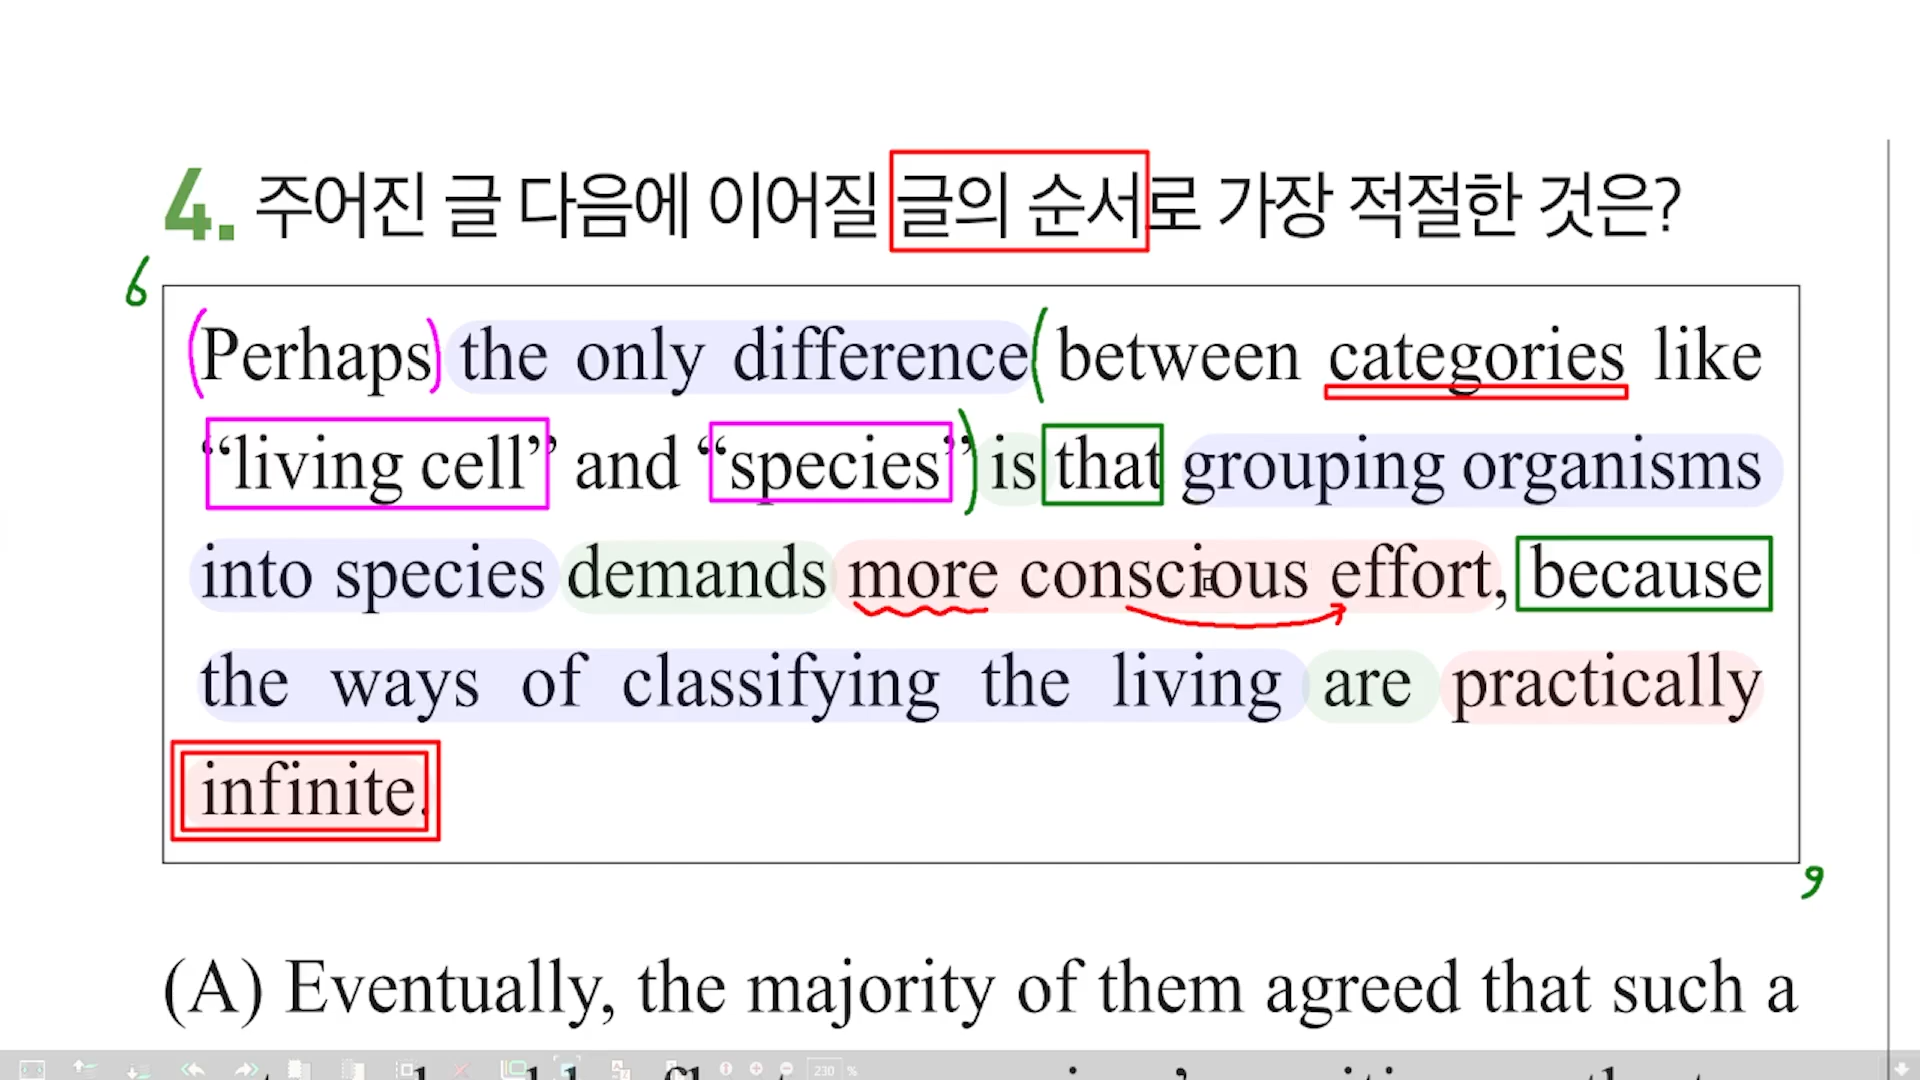 4. 주어진 글 다음에 이어질 글의 순서로 가장 적절한 것은?
6
Perhaps the only difference between categories like
“living cell” and “species” is that grouping organisms
into species demands more conscious effort, because
the ways of classifying the living are practically
infinite.
9
(A) Eventually, the majority of them agreed that such a
230 %